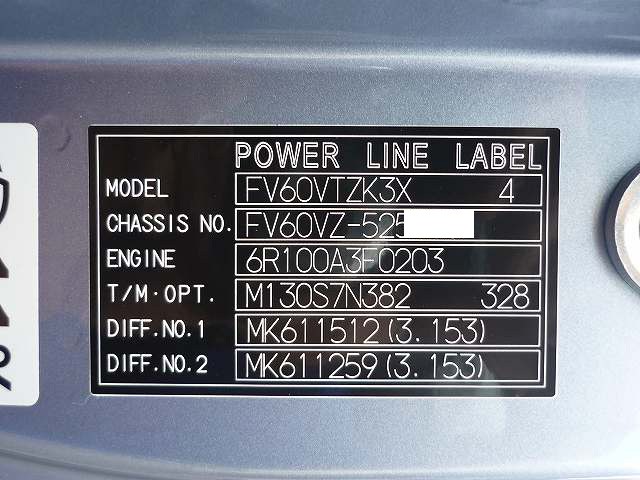 POWER LINE LABEL
MODEL FV60VTZK3X 4
CHASSIS NO. FV60VZ-525
ENGINE 6R100A3F0203
T/M·OPT. M130S7N382 328
DIFF.NO.1 MK611512(3.153)
DIFF.NO.2 MK611259(3.153)